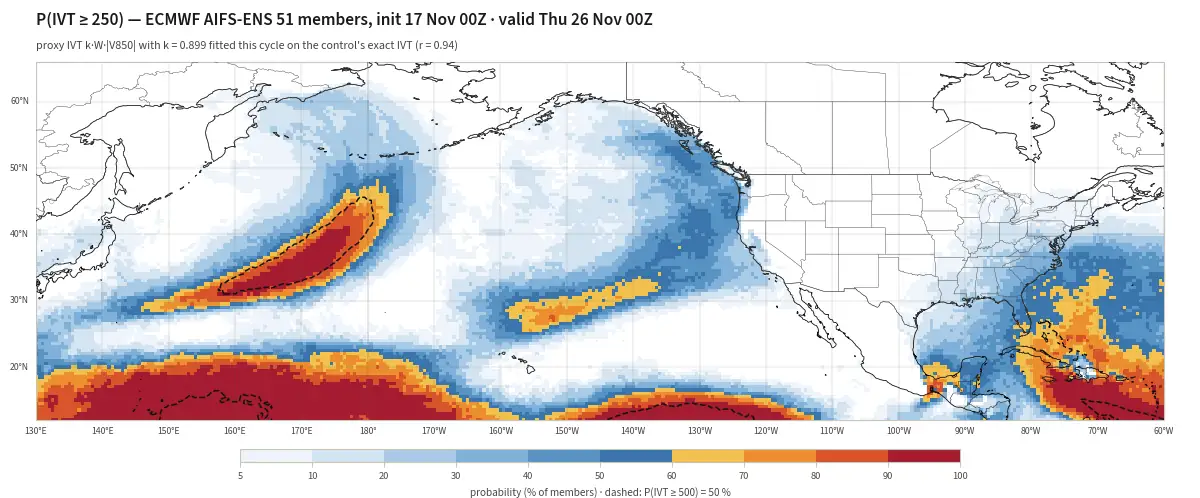 P(IVT ≥ 250) — ECMWF AIFS-ENS 51 members, init 17 Nov 00Z · valid Thu 26 Nov 00Z
proxy IVT k·W·|V850| with k = 0.899 fitted this cycle on the control's exact IVT (r = 0.94)
60°N
50°N
40°N
30°N
20°N
130°E 140°E 150°E 160°E 170°E 180° 170°W 160°W 150°W 140°W 130°W 120°W 110°W 100°W 90°W 80°W 70°W 60°W
5 10 20 30 40 50 60 70 80 90 100
probability (% of members) · dashed: P(IVT ≥ 500) = 50 %